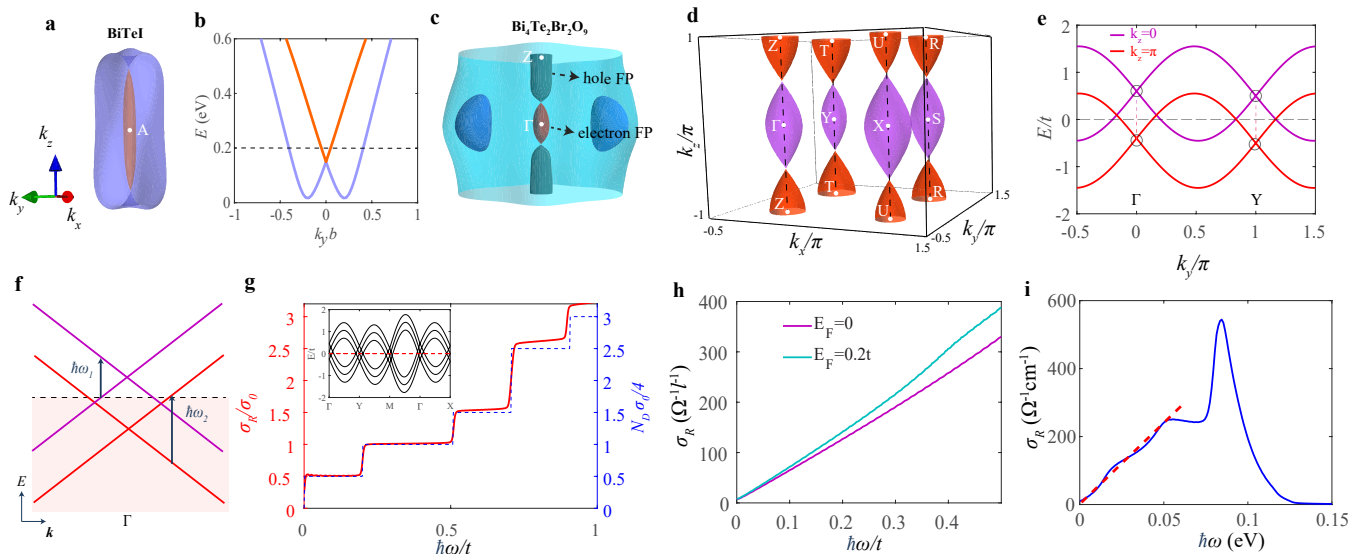 a
BiTeI
A
k_z
k_y
k_x
b
E (eV)
0.6
0.4
0.2
0
-1
-0.5
0
0.5
1
k_y b
c
Bi₄Te₂Br₂O₉
Z
hole FP
Γ
electron FP
d
1
k_z/π
-1
Z
T
U
R
Γ
Y
X
S
Z
T
U
R
-0.5
k_x/π
1.5
-0.5
k_y/π
1.5
e
k_z=0
k_z=π
E/t
2
1
0
-1
-2
Γ
Y
-0.5
0
0.5
1
1.5
k_y/π
f
ħω₁
ħω₂
E
k
Γ
g
σ_R/σ₀
3
2.5
2
1.5
1
0.5
0
E/t
2
1
0
-1
-2
Γ
Y
M
Γ
X
3
2.5
2
1.5
1
0.5
0
N_D σ₀/4
0
0.5
1
ħω/t
h
σ_R (Ω⁻¹l⁻¹)
400
300
200
100
0
E_F=0
E_F=0.2t
0
0.1
0.2
0.3
0.4
ħω/t
i
σ_R (Ω⁻¹cm⁻¹)
600
400
200
0
0
0.05
0.1
0.15
ħω (eV)